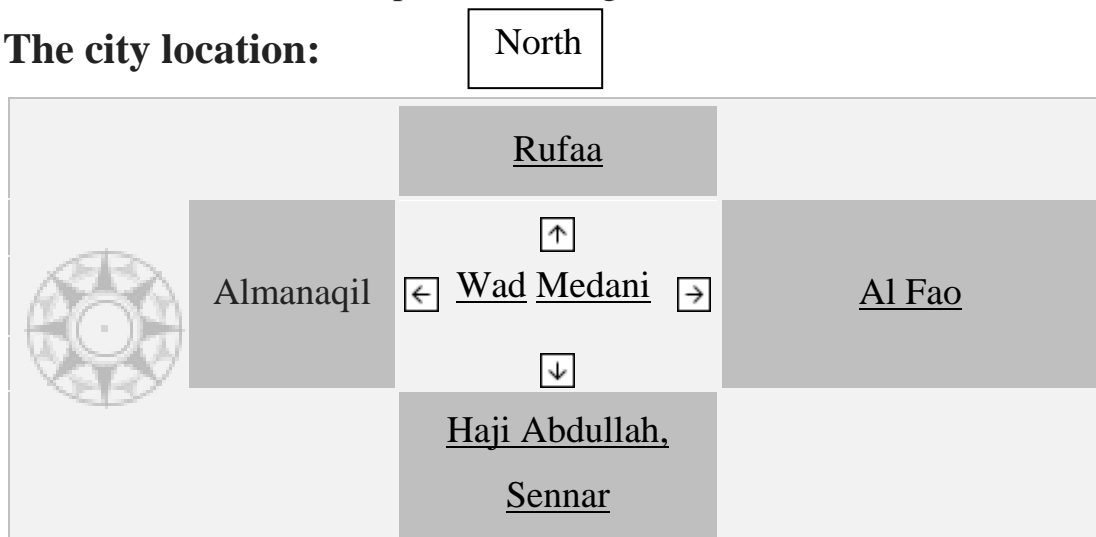 The city location:
North
Rufaa
↑
Almanaqil ← Wad Medani → Al Fao
↓
Haji Abdullah,
Sennar